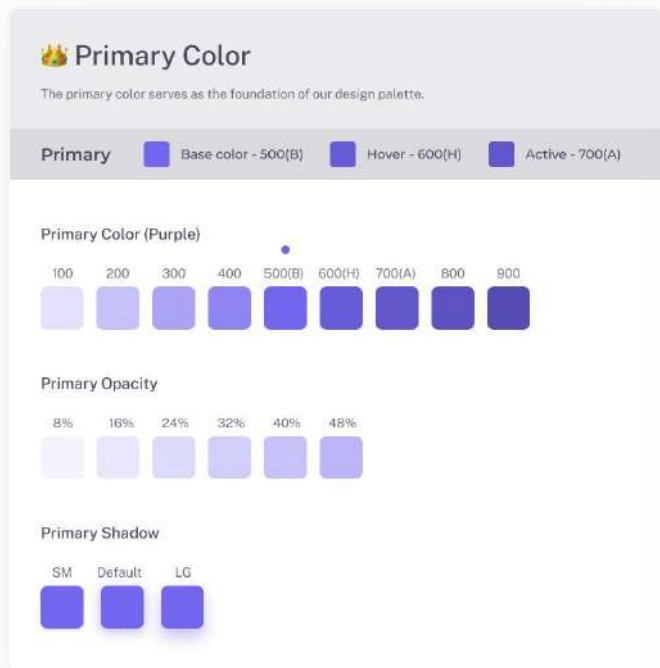 Primary Color
The primary color serves as the foundation of our design palette.
Primary Base color - 500(B) Hover - 600(H) Active - 700(A)
Primary Color (Purple)
100 200 300 400 500(B) 600(H) 700(A) 800 900
Primary Opacity
8% 16% 24% 32% 40% 48%
Primary Shadow
SM Default LG